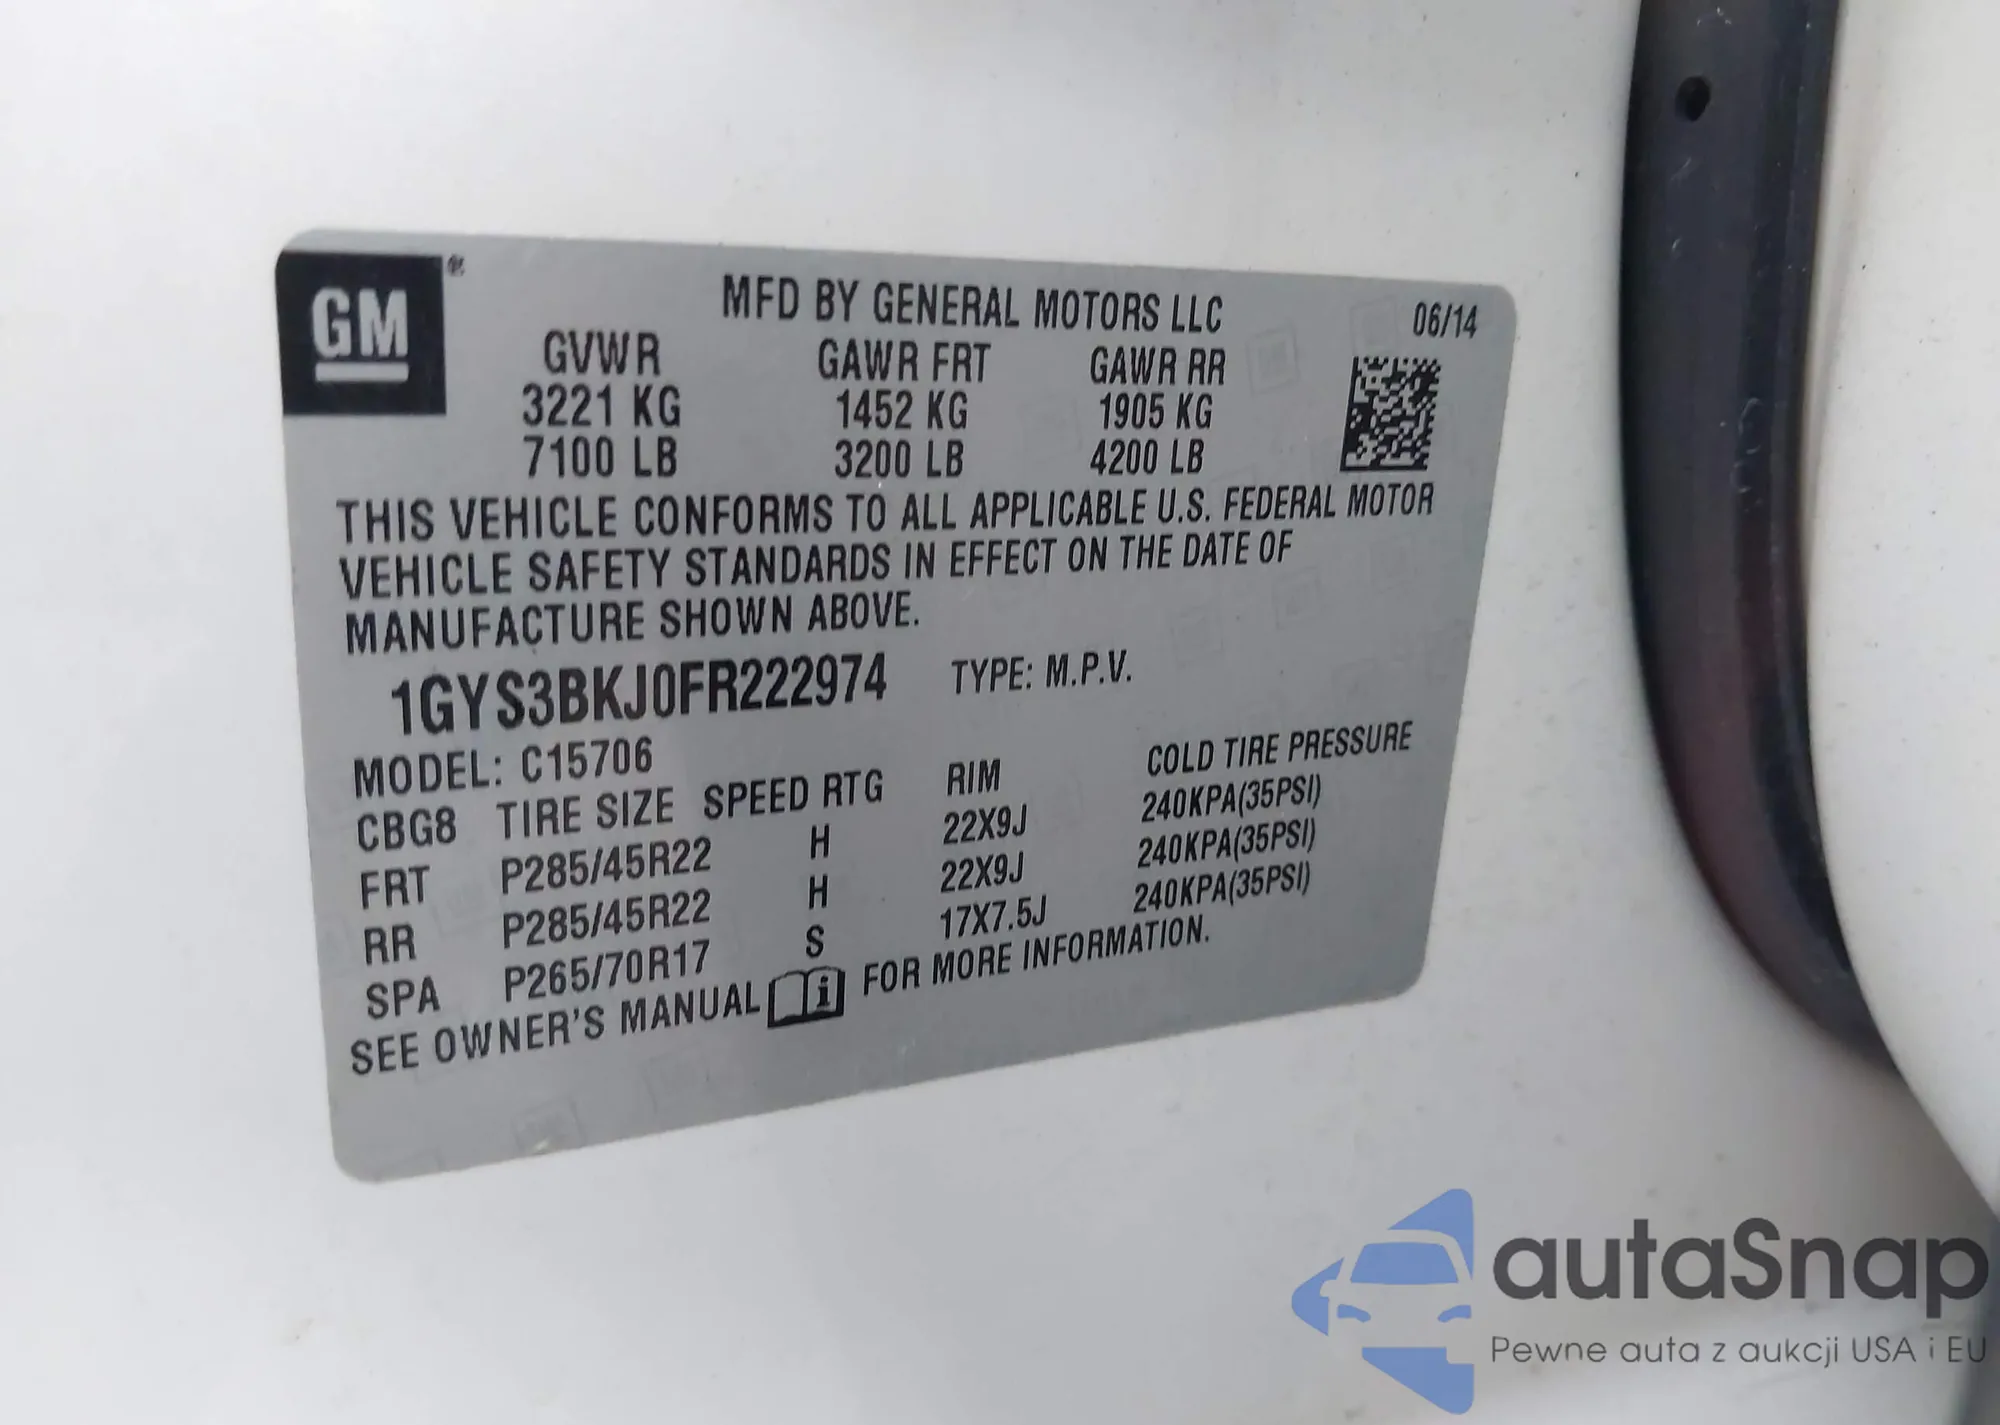 GM®
MFD BY GENERAL MOTORS LLC 06/14
GVWR GAWR FRT GAWR RR
3221 KG 1452 KG 1905 KG
7100 LB 3200 LB 4200 LB
THIS VEHICLE CONFORMS TO ALL APPLICABLE U.S. FEDERAL MOTOR
VEHICLE SAFETY STANDARDS IN EFFECT ON THE DATE OF
MANUFACTURE SHOWN ABOVE.
1GYS3BKJ0FR222974 TYPE: M.P.V.
MODEL: C15706
CBG8 TIRE SIZE SPEED RTG RIM COLD TIRE PRESSURE
FRT P285/45R22 H 22X9J 240KPA(35PSI)
RR P285/45R22 H 22X9J 240KPA(35PSI)
SPA P265/70R17 S 17X7.5J 240KPA(35PSI)
SEE OWNER'S MANUAL i FOR MORE INFORMATION.
autaSnap
Pewne auta z aukcji USA i EU